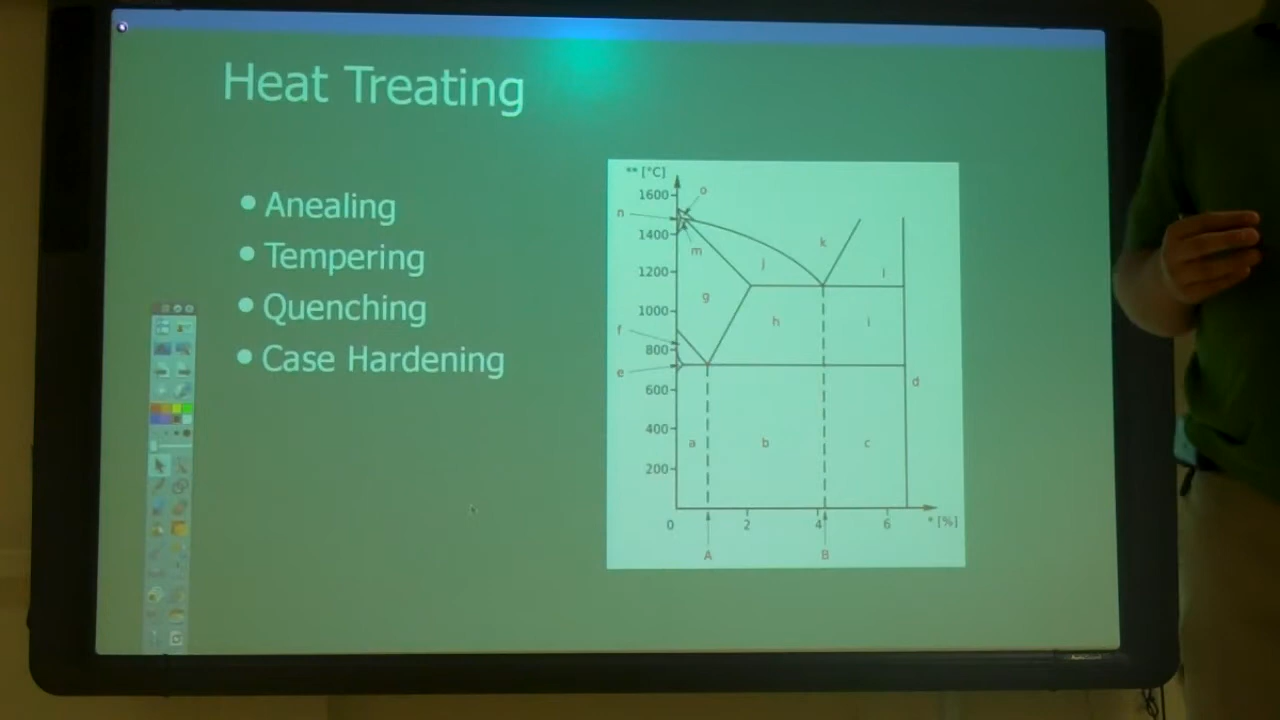 Heat Treating
• Anealing
• Tempering
• Quenching
• Case Hardening
** [°C]
1600
o
n
1400
k
m
j
1200
l
g
1000
h
i
f
800
e
600
d
400
a
b
c
200
0
2
4
6
* [%]
A
B